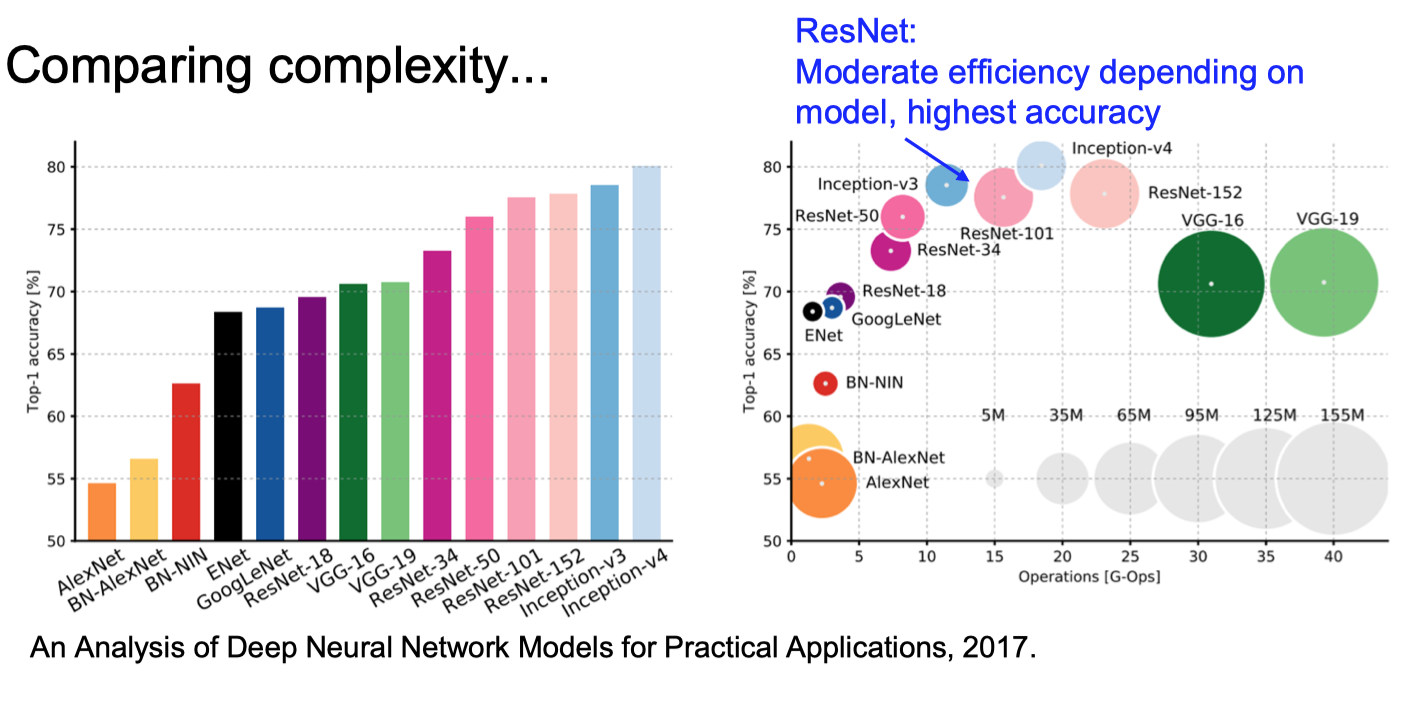 Comparing complexity...
ResNet:
Moderate efficiency depending on
model, highest accuracy
Top-1 accuracy [%]
80
75
70
65
60
55
50
AlexNet
BN-AlexNet
BN-NIN
ENet
GoogLeNet
ResNet-18
VGG-16
VGG-19
ResNet-34
ResNet-50
ResNet-101
ResNet-152
Inception-v3
Inception-v4
Top-1 accuracy [%]
80
75
70
65
60
55
50
Inception-v4
Inception-v3
ResNet-152
ResNet-50
VGG-16
VGG-19
ResNet-101
ResNet-34
ResNet-18
GoogLeNet
ENet
BN-NIN
5M
35M
65M
95M
125M
155M
BN-AlexNet
AlexNet
0
5
10
15
20
25
30
35
40
Operations [G-Ops]
An Analysis of Deep Neural Network Models for Practical Applications, 2017.